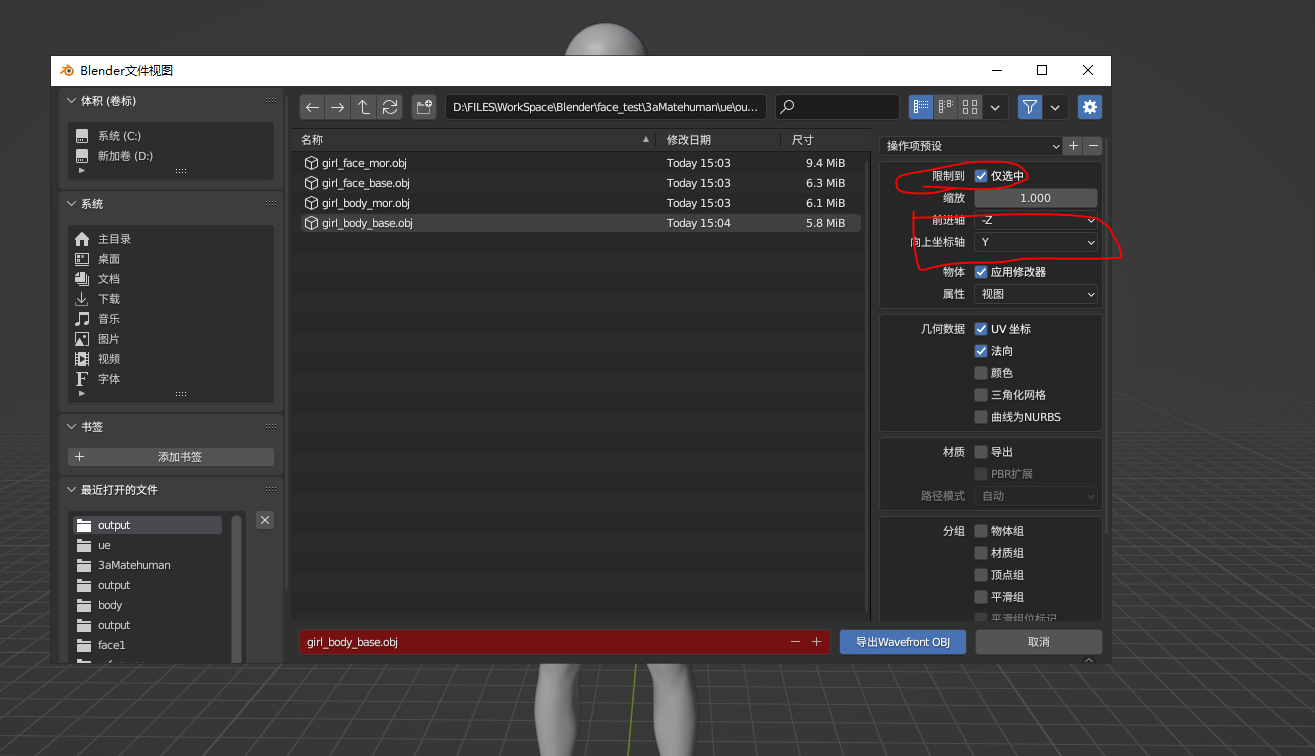 Blender文件视图
体积 (卷标)
系统 (C:)
新加卷 (D:)
系统
主目录
桌面
文档
下载
音乐
图片
视频
字体
书签
添加书签
最近打开的文件
output
ue
3aMatehuman
output
body
output
face1
D:\FILES\WorkSpace\Blender\face_test\3aMatehuman\ue\ou...
名称 修改日期 尺寸
girl_face_mor.obj Today 15:03 9.4 MiB
girl_face_base.obj Today 15:03 6.3 MiB
girl_body_mor.obj Today 15:03 6.1 MiB
girl_body_base.obj Today 15:04 5.8 MiB
操作项预设
限制到 仅选中
缩放 1.000
前进轴 -Z
向上坐标轴 Y
物体 应用修改器
属性 视图
几何数据 UV 坐标
法向
颜色
三角化网格
曲线为NURBS
材质 导出
PBR扩展
路径模式 自动
分组 物体组
材质组
顶点组
平滑组
平滑组位标记
girl_body_base.obj
导出Wavefront OBJ 取消